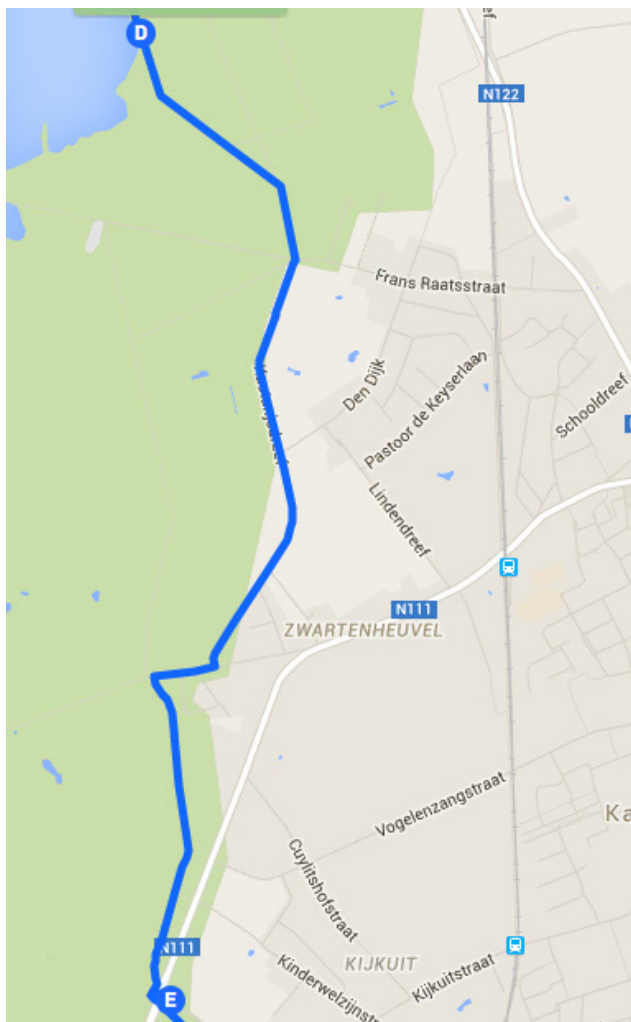 D
N122
Frans Raatsstraat
Den Dijk
Pastoor de Keyserlaan
Schooldreef
Lindendreef
N111
ZWARTENHEUVEL
Vogelenzangstraat
Ka
Cuylitshofstraat
N111
KIJKUIT
Kijkuitstraat
Kinderwelzijnstr
E